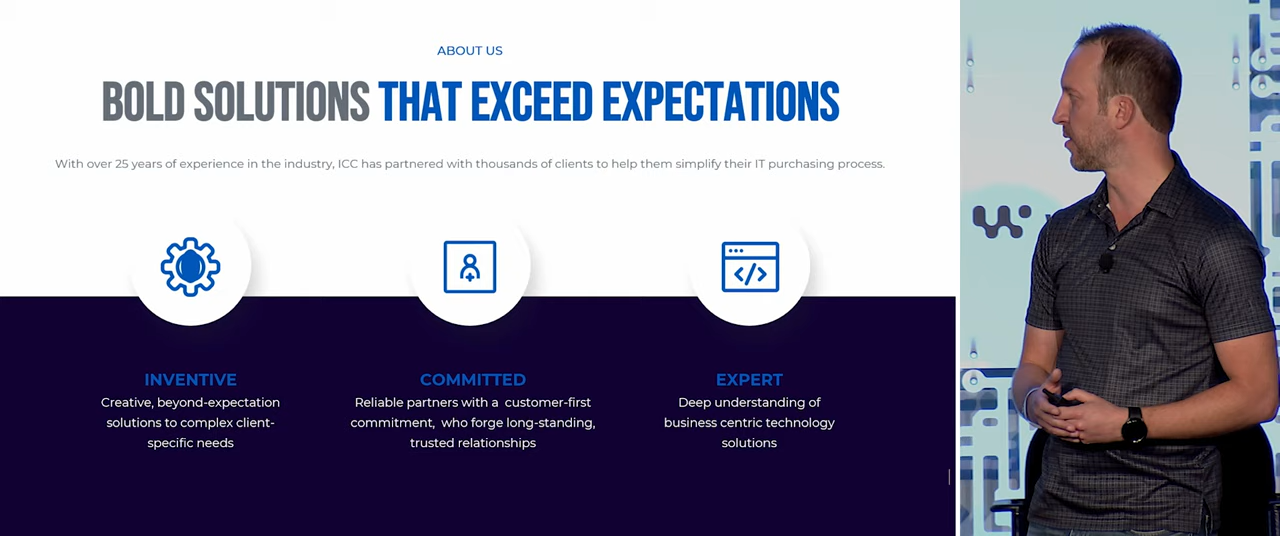 ABOUT US
BOLD SOLUTIONS THAT EXCEED EXPECTATIONS
With over 25 years of experience in the industry, ICC has partnered with thousands of clients to help them simplify their IT purchasing process.
INVENTIVE
Creative, beyond-expectation
solutions to complex client-
specific needs
COMMITTED
Reliable partners with a  customer-first
commitment,  who forge long-standing,
trusted relationships
EXPERT
Deep understanding of
business centric technology
solutions